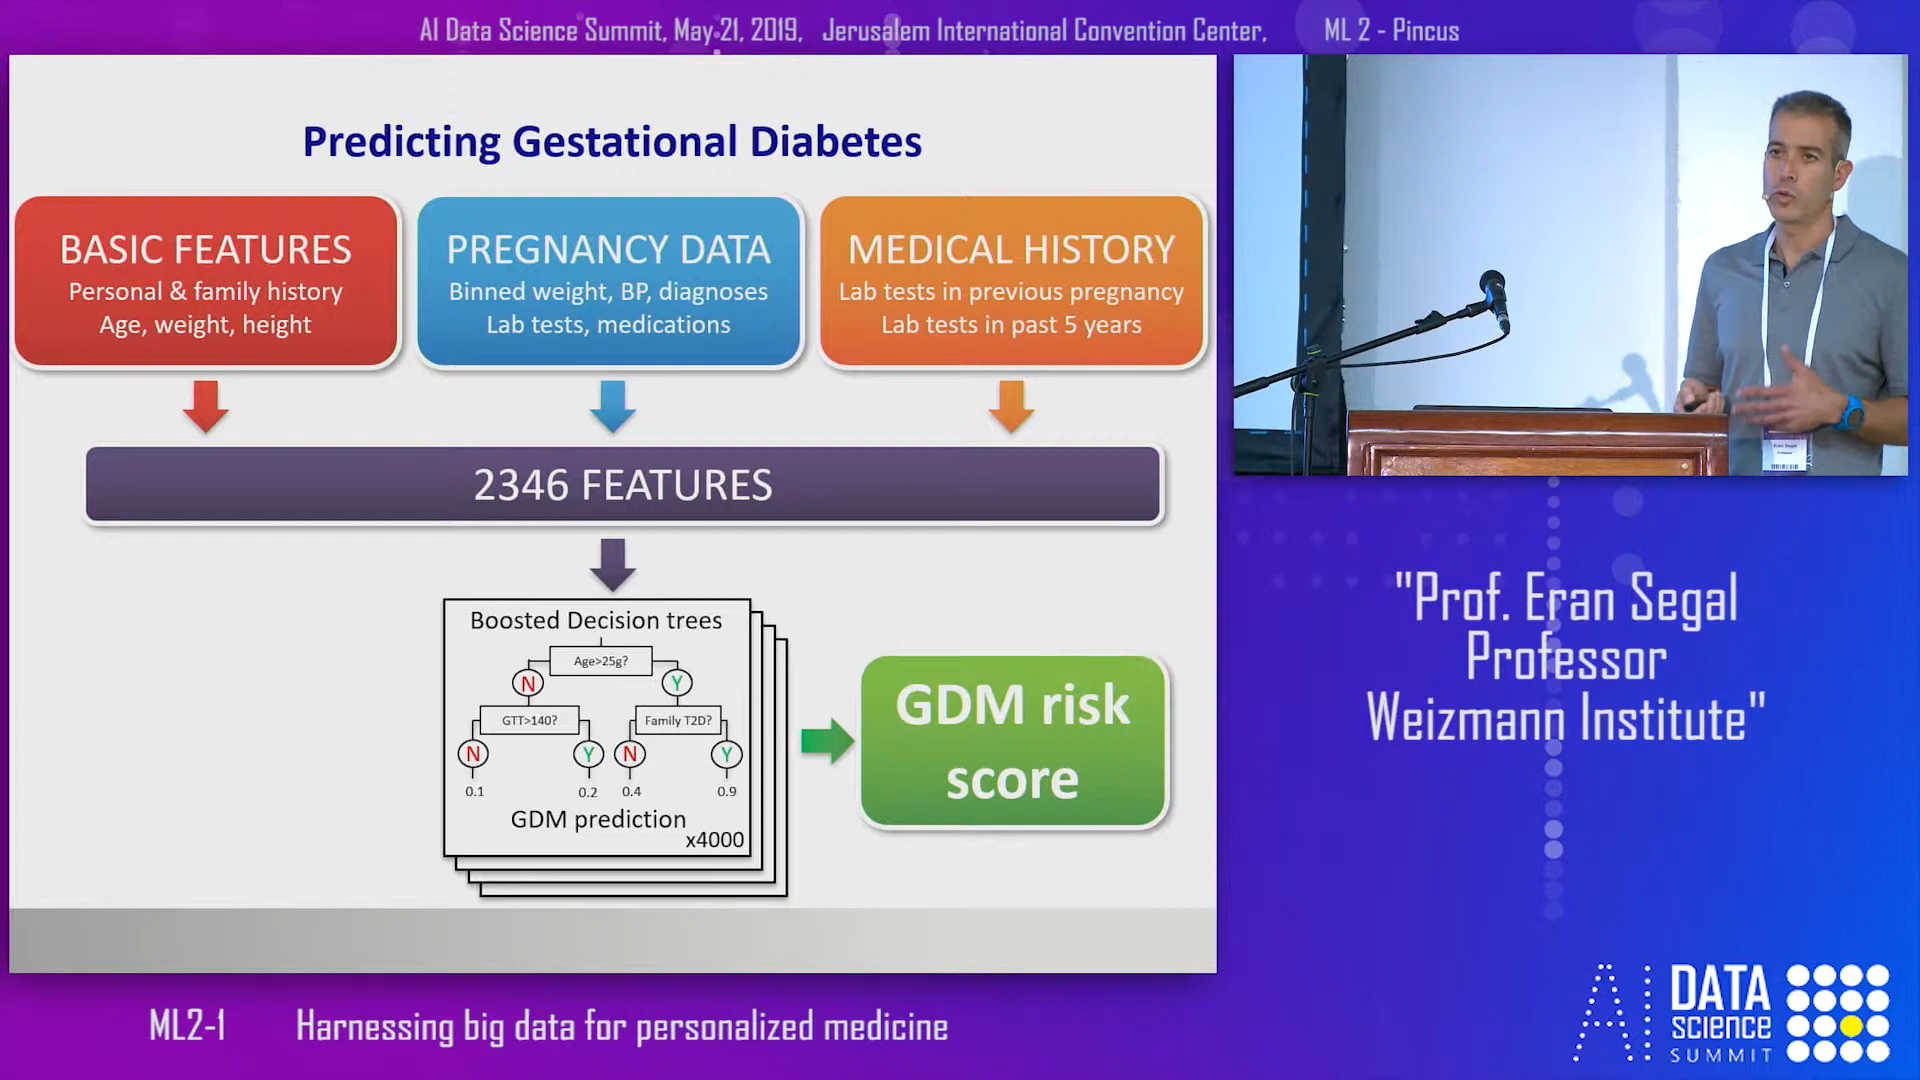 AI Data Science Summit, May 21, 2019, Jerusalem International Convention Center, ML 2 - Pincus
Predicting Gestational Diabetes
BASIC FEATURES
Personal & family history
Age, weight, height
PREGNANCY DATA
Binned weight, BP, diagnoses
Lab tests, medications
MEDICAL HISTORY
Lab tests in previous pregnancy
Lab tests in past 5 years
2346 FEATURES
Boosted Decision trees
Age>25g?
N
Y
GTT>140?
Family T2D?
N
Y
N
Y
0.1
0.2
0.4
0.9
GDM prediction
x4000
GDM risk
score
Eran Segal
"Prof. Eran Segal
Professor
Weizmann Institute"
ML2-1 Harnessing big data for personalized medicine
AI
DATA
SCIENCE
SUMMIT